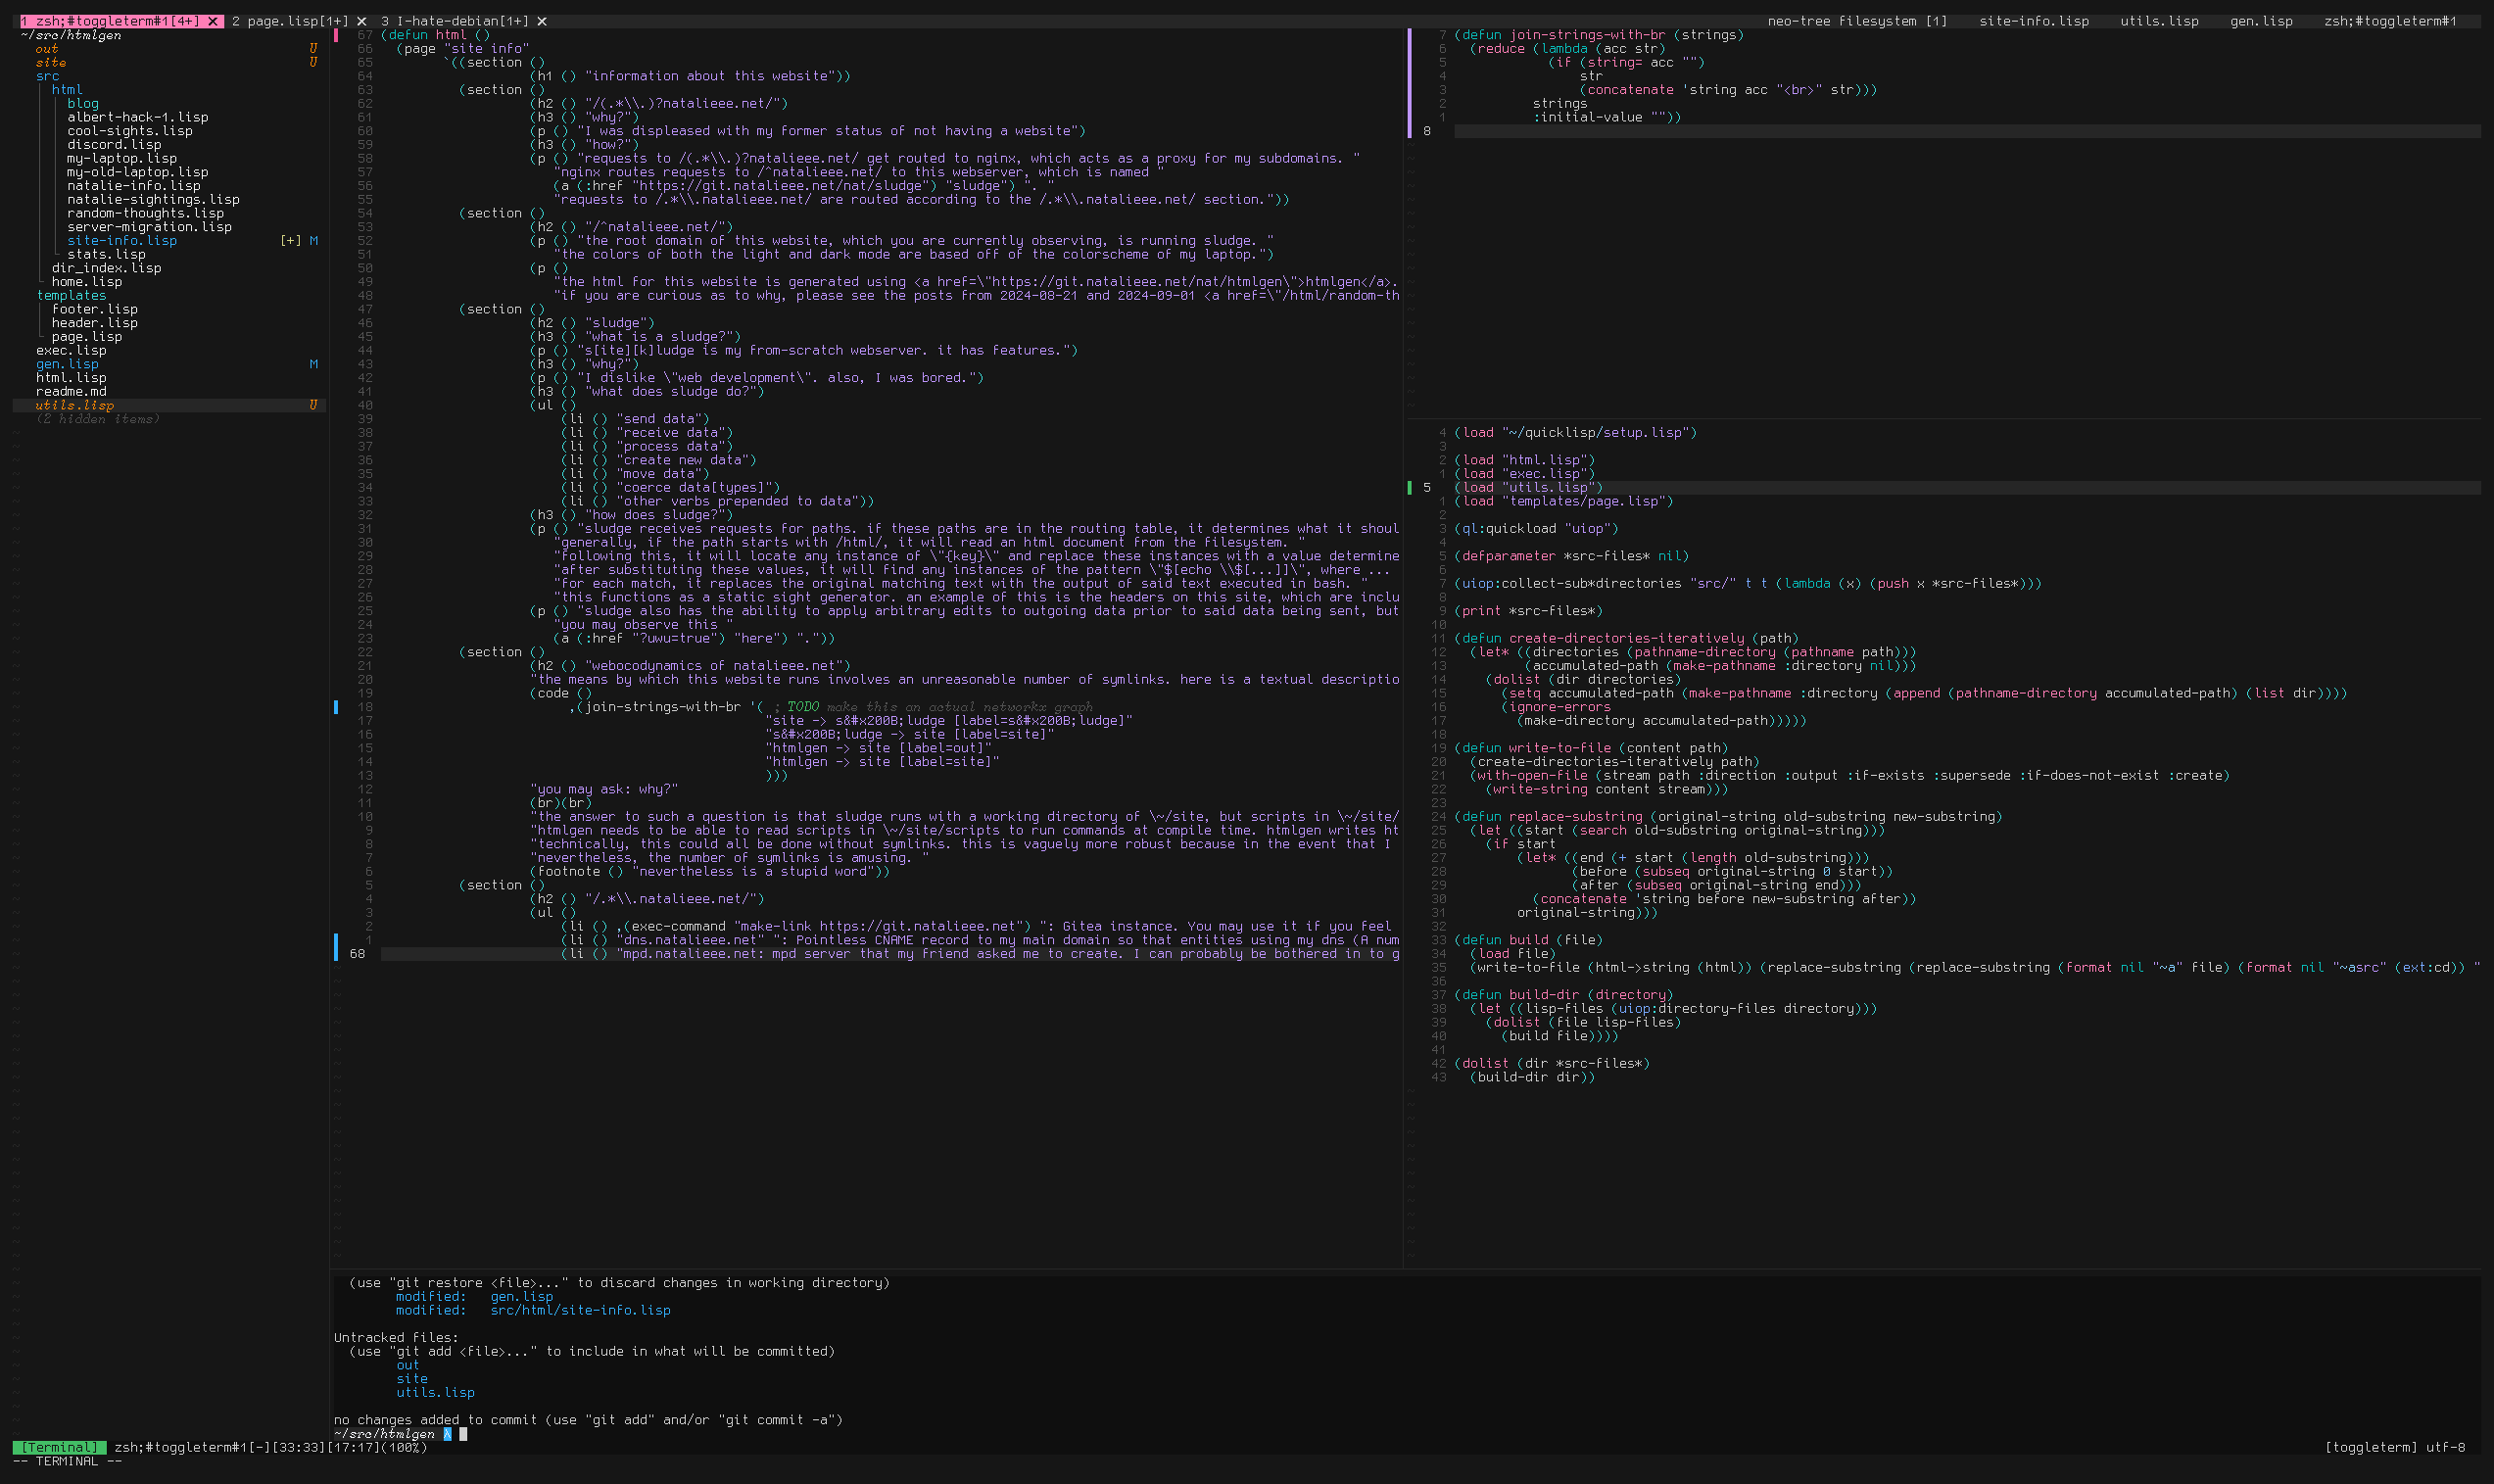 1 zsh;#toggleterm#1[4+] ✕ 2 page.lisp[1+] ✕ 3 I-hate-debian[1+] ✕
neo-tree filesystem [1] site-info.lisp utils.lisp gen.lisp zsh;#toggleterm#1
~/src/htmlgen
out U
site U
src
html
blog
albert-hack-1.lisp
cool-sights.lisp
discord.lisp
my-laptop.lisp
my-old-laptop.lisp
natalie-info.lisp
natalie-sightings.lisp
random-thoughts.lisp
server-migration.lisp
site-info.lisp [+] M
stats.lisp
dir_index.lisp
home.lisp
templates
footer.lisp
header.lisp
page.lisp
exec.lisp
gen.lisp M
html.lisp
readme.md
utils.lisp U
(2 hidden items)
67 (defun html ()
66 (page "site info"
65 `((section ()
64 (h1 () "information about this website"))
63 (section ()
62 (h2 () "/(.*\\.)?natalieee.net/")
61 (h3 () "why?")
60 (p () "I was displeased with my former status of not having a website")
59 (h3 () "how?")
58 (p () "requests to /(.*\\.)?natalieee.net/ get routed to nginx, which acts as a proxy for my subdomains. "
57 "nginx routes requests to /^natalieee.net/ to this webserver, which is named "
56 (a (:href "https://git.natalieee.net/nat/sludge") "sludge") ". "
55 "requests to /.*\\.natalieee.net/ are routed according to the /.*\\.natalieee.net/ section."))
54 (section ()
53 (h2 () "/^natalieee.net/")
52 (p () "the root domain of this website, which you are currently observing, is running sludge. "
51 "the colors of both the light and dark mode are based off of the colorscheme of my laptop.")
50 (p ()
49 "the html for this website is generated using <a href=\"https://git.natalieee.net/nat/htmlgen\">htmlgen</a>.
48 "if you are curious as to why, please see the posts from 2024-08-21 and 2024-09-01 <a href=\"/html/random-th
47 (section ()
46 (h2 () "sludge")
45 (h3 () "what is a sludge?")
44 (p () "s[ite][k]ludge is my from-scratch webserver. it has features.")
43 (h3 () "why?")
42 (p () "I dislike \"web development\". also, I was bored.")
41 (h3 () "what does sludge do?")
40 (ul ()
39 (li () "send data")
38 (li () "receive data")
37 (li () "process data")
36 (li () "create new data")
35 (li () "move data")
34 (li () "coerce data[types]")
33 (li () "other verbs prepended to data"))
32 (h3 () "how does sludge?")
31 (p () "sludge receives requests for paths. if these paths are in the routing table, it determines what it shoul
30 "generally, if the path starts with /html/, it will read an html document from the filesystem. "
29 "following this, it will locate any instance of \"{key}\" and replace these instances with a value determine
28 "after substituting these values, it will find any instances of the pattern \"$[echo \\$[...]]\", where ...
27 "for each match, it replaces the original matching text with the output of said text executed in bash. "
26 "this functions as a static sight generator. an example of this is the headers on this site, which are inclu
25 (p () "sludge also has the ability to apply arbitrary edits to outgoing data prior to said data being sent, but
24 "you may observe this "
23 (a (:href "?uwu=true") "here") "."))
22 (section ()
21 (h2 () "webocodynamics of natalieee.net")
20 "the means by which this website runs involves an unreasonable number of symlinks. here is a textual descriptio
19 (code ()
18 ,(join-strings-with-br '( ; TODO make this an actual networkx graph
17 "site -> s&#x200B;ludge [label=s&#x200B;ludge]"
16 "s&#x200B;ludge -> site [label=site]"
15 "htmlgen -> site [label=out]"
14 "htmlgen -> site [label=site]"
13 )))
12 "you may ask: why?"
11 (br)(br)
10 "the answer to such a question is that sludge runs with a working directory of \~/site, but scripts in \~/site/
9 "htmlgen needs to be able to read scripts in \~/site/scripts to run commands at compile time. htmlgen writes ht
8 "technically, this could all be done without symlinks. this is vaguely more robust because in the event that I
7 "nevertheless, the number of symlinks is amusing. "
6 (footnote () "nevertheless is a stupid word"))
5 (section ()
4 (h2 () "/.*\\.natalieee.net/")
3 (ul ()
2 (li () ,(exec-command "make-link https://git.natalieee.net") ": Gitea instance. You may use it if you feel
1 (li () "dns.natalieee.net" ": Pointless CNAME record to my main domain so that entities using my dns (A num
68 (li () "mpd.natalieee.net: mpd server that my friend asked me to create. I can probably be bothered in to g
7 (defun join-strings-with-br (strings)
6 (reduce (lambda (acc str)
5 (if (string= acc "")
4 str
3 (concatenate 'string acc "<br>" str)))
2 strings
1 :initial-value ""))
8
4 (load "~/quicklisp/setup.lisp")
3
2 (load "html.lisp")
1 (load "exec.lisp")
5 (load "utils.lisp")
1 (load "templates/page.lisp")
2
3 (ql:quickload "uiop")
4
5 (defparameter *src-files* nil)
6
7 (uiop:collect-sub*directories "src/" t t (lambda (x) (push x *src-files*)))
8
9 (print *src-files*)
10
11 (defun create-directories-iteratively (path)
12 (let* ((directories (pathname-directory (pathname path)))
13 (accumulated-path (make-pathname :directory nil)))
14 (dolist (dir directories)
15 (setq accumulated-path (make-pathname :directory (append (pathname-directory accumulated-path) (list dir))))
16 (ignore-errors
17 (make-directory accumulated-path)))))
18
19 (defun write-to-file (content path)
20 (create-directories-iteratively path)
21 (with-open-file (stream path :direction :output :if-exists :supersede :if-does-not-exist :create)
22 (write-string content stream)))
23
24 (defun replace-substring (original-string old-substring new-substring)
25 (let ((start (search old-substring original-string)))
26 (if start
27 (let* ((end (+ start (length old-substring)))
28 (before (subseq original-string 0 start))
29 (after (subseq original-string end)))
30 (concatenate 'string before new-substring after))
31 original-string)))
32
33 (defun build (file)
34 (load file)
35 (write-to-file (html->string (html)) (replace-substring (replace-substring (format nil "~a" file) (format nil "~asrc" (ext:cd)) "
36
37 (defun build-dir (directory)
38 (let ((lisp-files (uiop:directory-files directory)))
39 (dolist (file lisp-files)
40 (build file))))
41
42 (dolist (dir *src-files*)
43 (build-dir dir))
(use "git restore <file>..." to discard changes in working directory)
modified: gen.lisp
modified: src/html/site-info.lisp
Untracked files:
(use "git add <file>..." to include in what will be committed)
out
site
utils.lisp
no changes added to commit (use "git add" and/or "git commit -a")
~/src/htmlgen λ
[Terminal] zsh;#toggleterm#1[-][33:33][17:17](100%) [toggleterm] utf-8
-- TERMINAL --